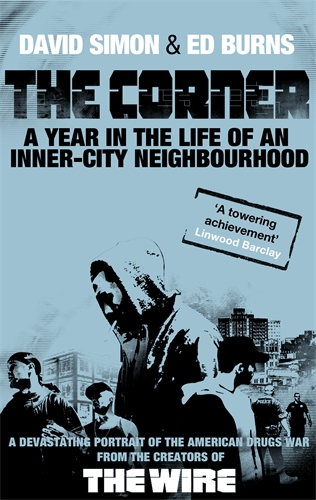 DAVID SIMON & ED BURNS
THE CORNER
A YEAR IN THE LIFE OF AN
INNER-CITY NEIGHBOURHOOD
'A towering
achievement'
Linwood Barclay
POLICE
A DEVASTATING PORTRAIT OF THE AMERICAN DRUGS WAR
FROM THE CREATORS OF
THE WIRE